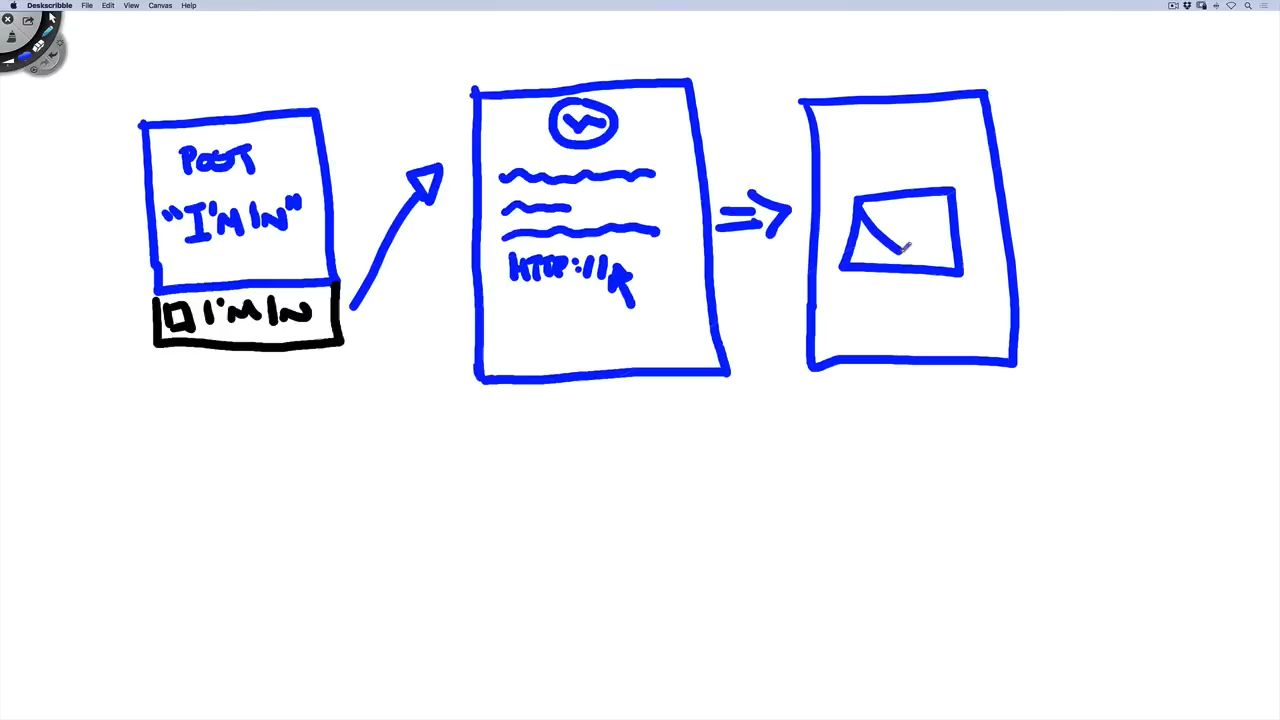 Deskscribble File Edit View Canvas Help
POST
"I'M IN"
I'M IN
HTTP://